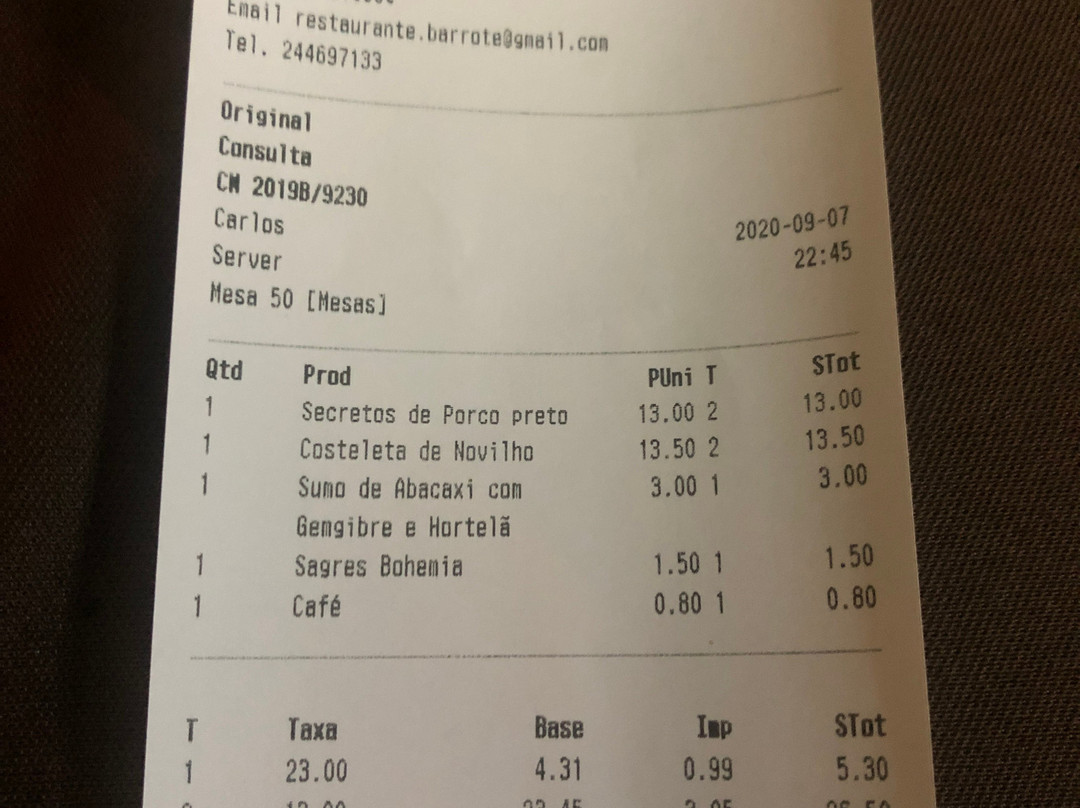 Email restaurante.barrote@gmail.com
Tel. 244697133
Original
Consulta
CM 2019B/9230
Carlos 2020-09-07
Server 22:45
Mesa 50 [Mesas]
Qtd Prod PUni T STot
1 Secretos de Porco preto 13.00 2 13.00
1 Costeleta de Novilho 13.50 2 13.50
1 Sumo de Abacaxi com 3.00 1 3.00
Gemgibre e Hortelã
1 Sagres Bohemia 1.50 1 1.50
1 Café 0.80 1 0.80
T Taxa Base Imp STot
1 23.00 4.31 0.99 5.30